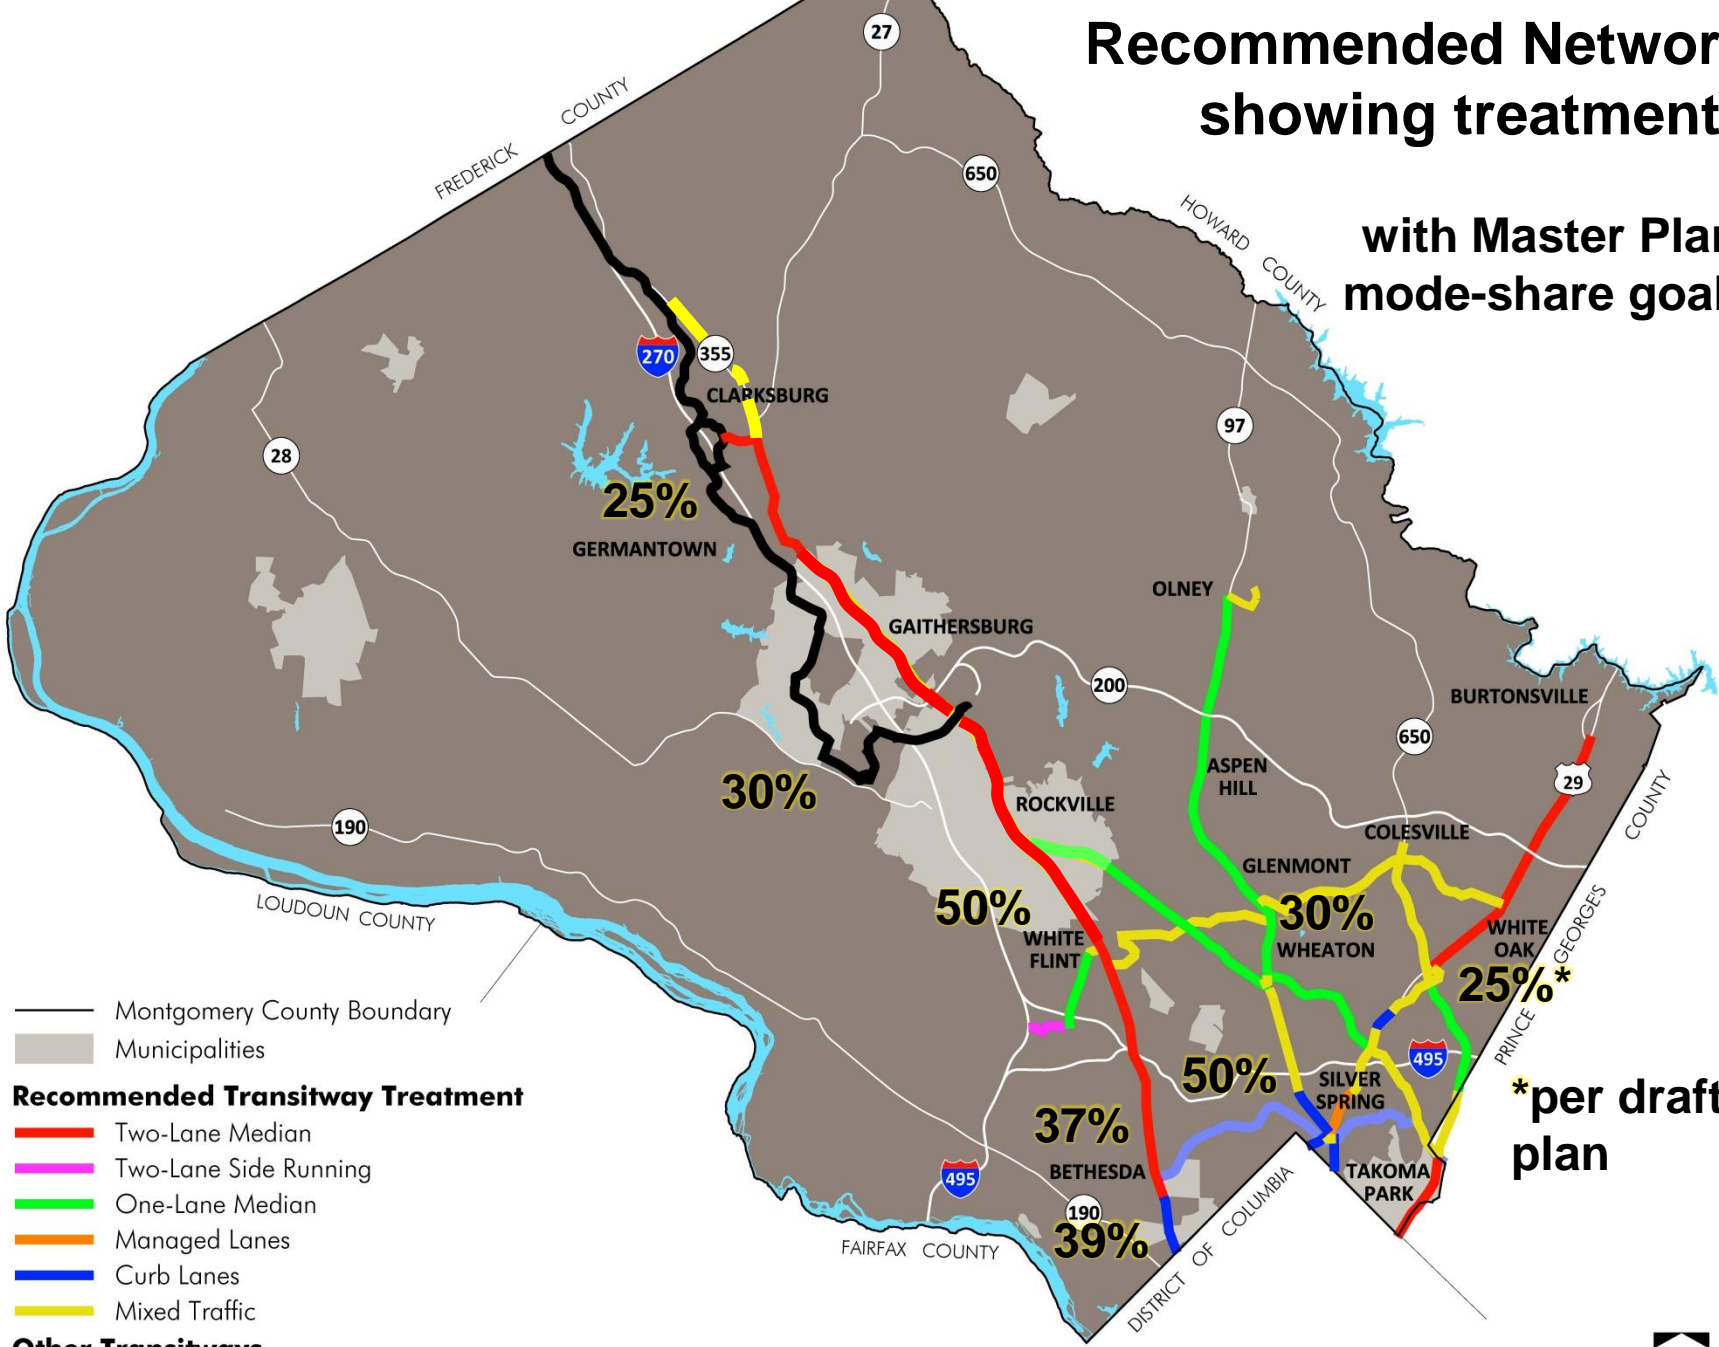 Recommended Networ
showing treatment
with Master Plan
mode-share goal
27
COUNTY
FREDERICK
650
HOWARD
COUNTY
270
355
CLARKSBURG
97
28
25%
GERMANTOWN
OLNEY
GAITHERSBURG
200
BURTONSVILLE
650
ASPEN
HILL
29
30%
ROCKVILLE
COUNTY
190
COLESVILLE
GLENMONT
50%
30%
LOUDOUN COUNTY
WHITE
FLINT
WHEATON
WHITE
OAK
GEORGE'S
25%*
PRINCE
495
50%
SILVER
SPRING
*per draft
plan
37%
BETHESDA
TAKOMA
PARK
495
190
39%
FAIRFAX COUNTY
DISTRICT OF COLUMBIA
Montgomery County Boundary
Municipalities
Recommended Transitway Treatment
Two-Lane Median
Two-Lane Side Running
One-Lane Median
Managed Lanes
Curb Lanes
Mixed Traffic
Other Transitways